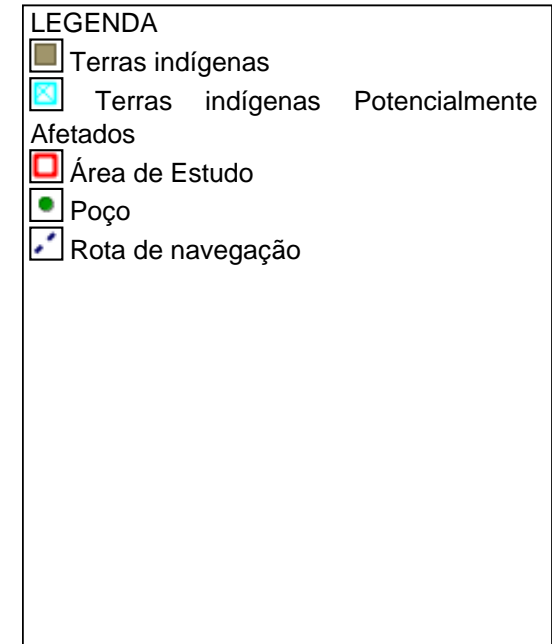 LEGENDA
Terras indígenas
Terras indígenas Potencialmente
Afetados
Área de Estudo
Poço
Rota de navegação